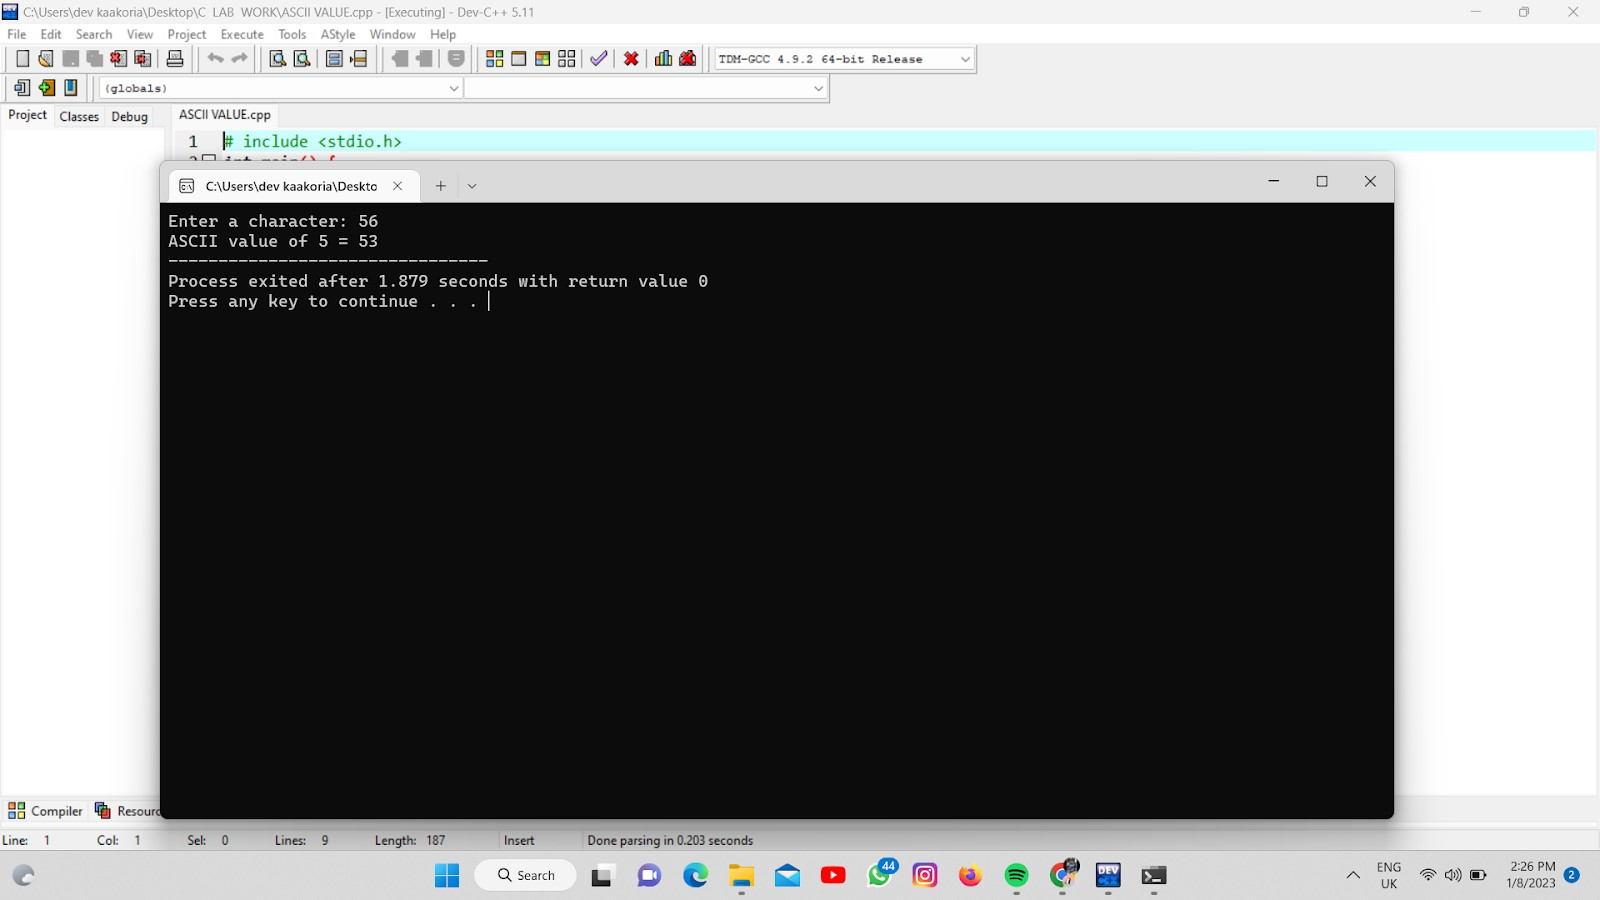 C:\Users\dev kaakoria\Desktop\C LAB WORK\ASCII VALUE.cpp - [Executing] - Dev-C++ 5.11
File Edit Search View Project Execute Tools AStyle Window Help
TDM-GCC 4.9.2 64-bit Release
(globals)
Project Classes Debug ASCII VALUE.cpp
1 # include <stdio.h>
C:\Users\dev kaakoria\Deskto
Enter a character: 56
ASCII value of 5 = 53
--------------------------------
Process exited after 1.879 seconds with return value 0
Press any key to continue . . .
Compiler Resourc
Line: 1 Col: 1 Sel: 0 Lines: 9 Length: 187 Insert Done parsing in 0.203 seconds
Search 44 DEV ENG 2:26 PM
UK 1/8/2023 2